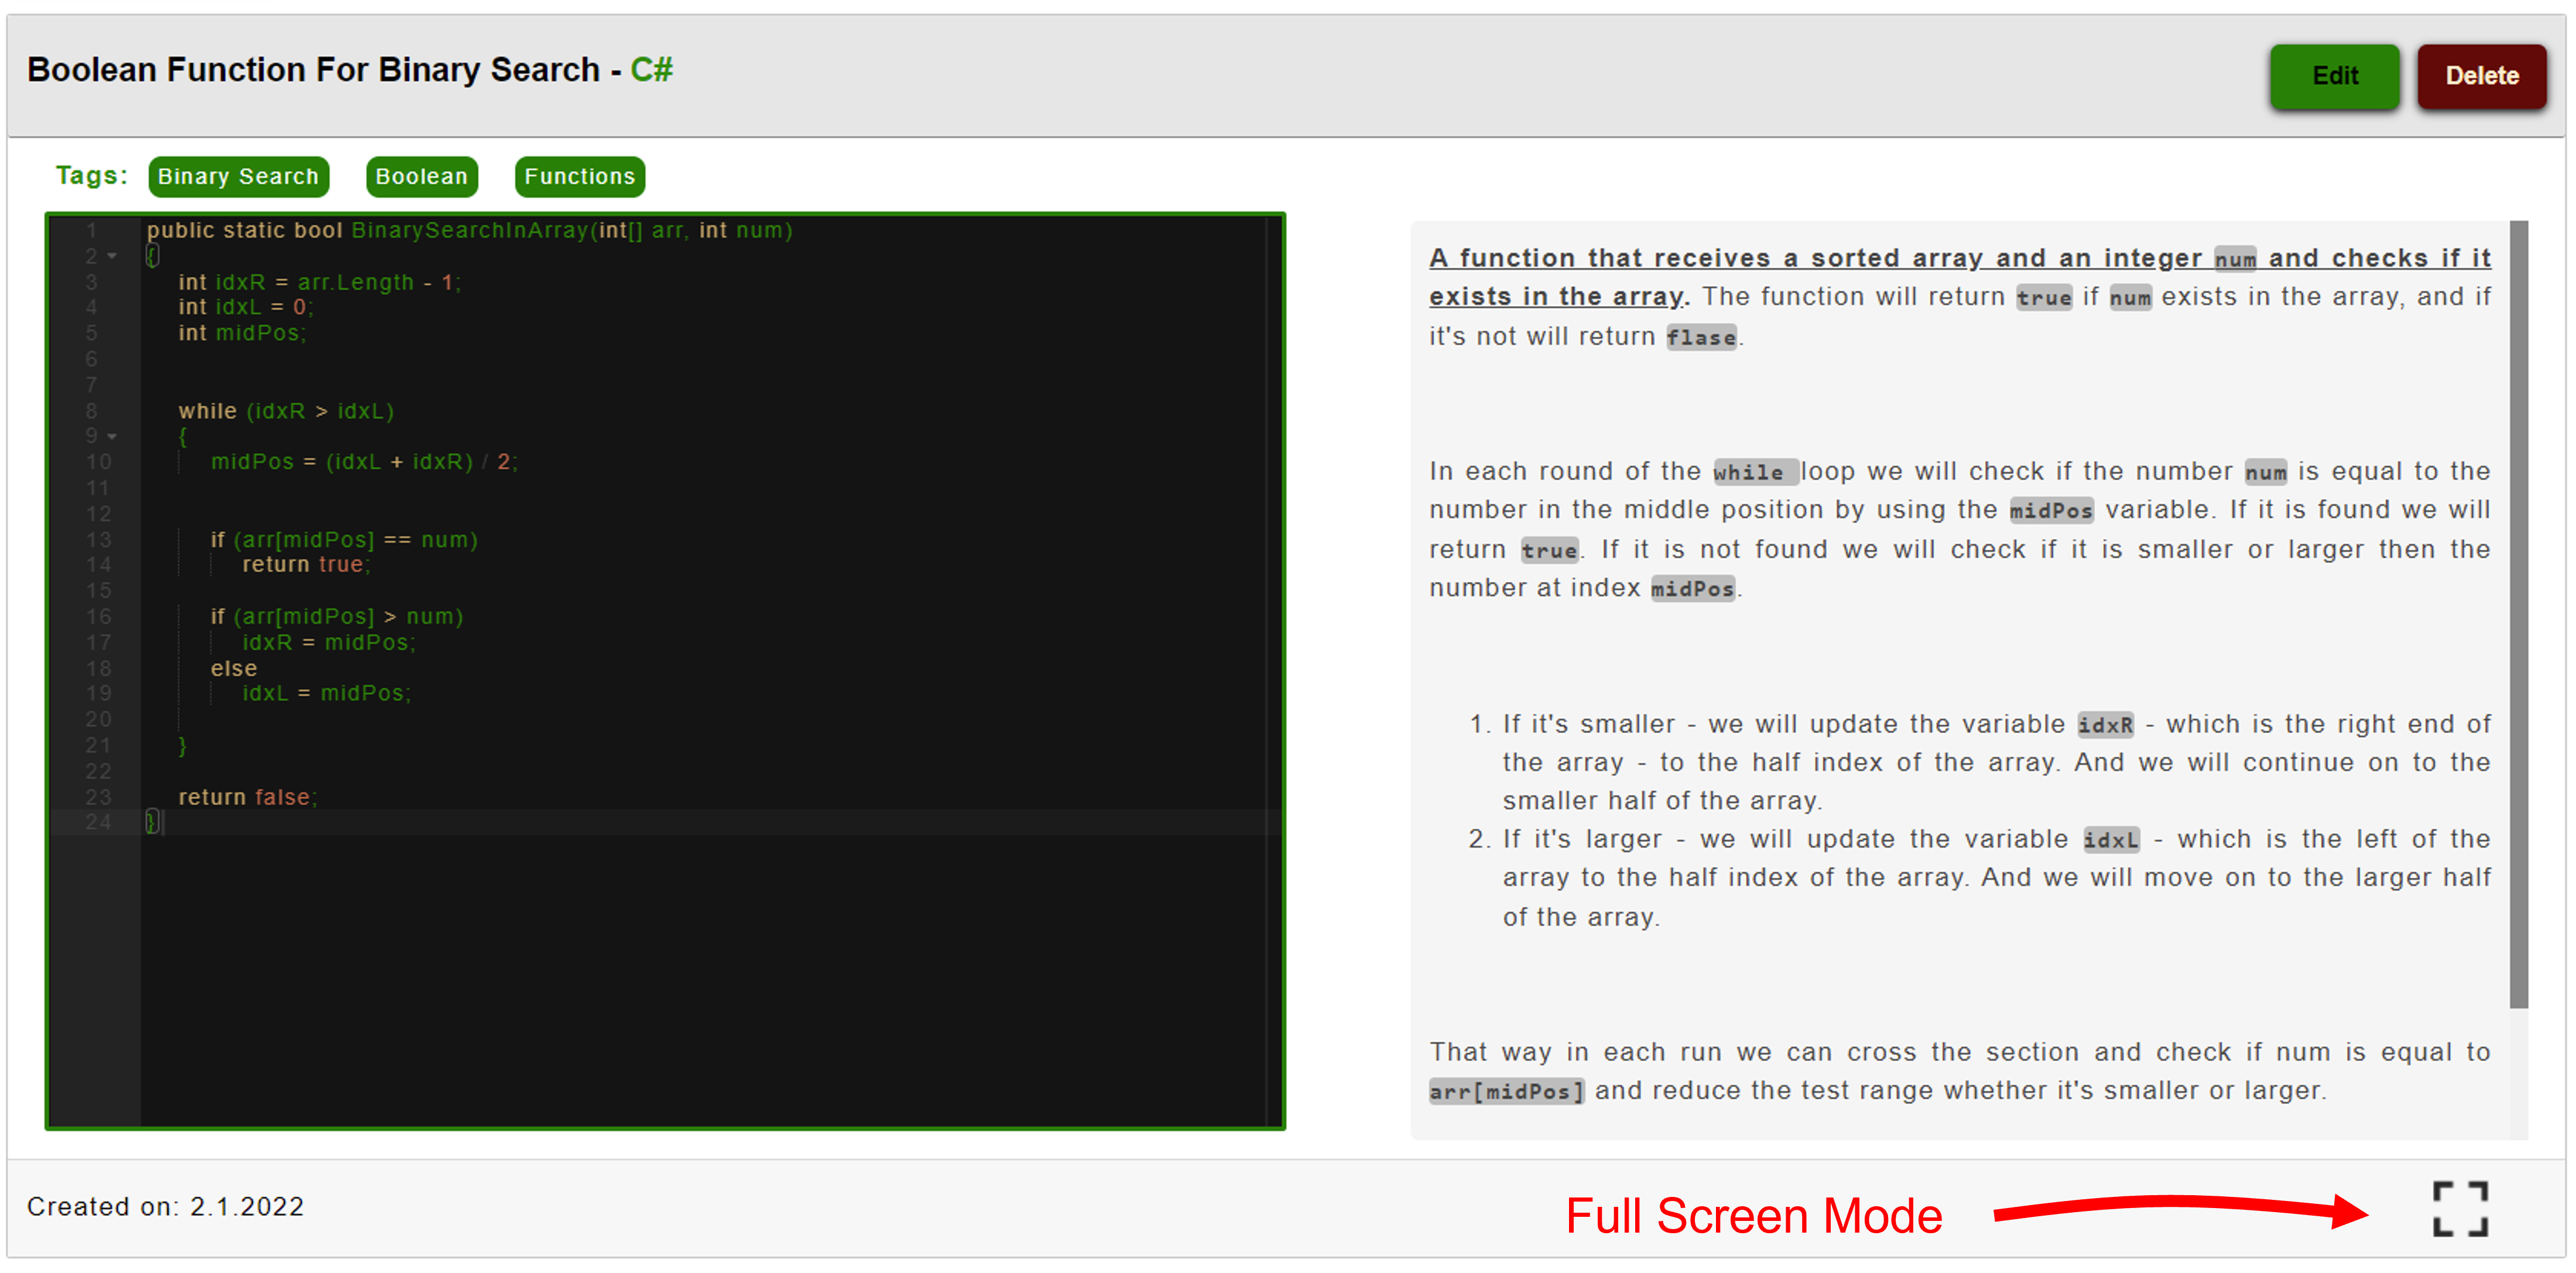 Boolean Function For Binary Search - C#
Edit
Delete
Tags: Binary Search Boolean Functions
1 public static bool BinarySearchInArray(int[] arr, int num)
2 {
3 int idxR = arr.Length - 1;
4 int idxL = 0;
5 int midPos;
6
7
8 while (idxR > idxL)
9 {
10 midPos = (idxL + idxR) / 2;
11
12
13 if (arr[midPos] == num)
14 return true;
15
16 if (arr[midPos] > num)
17 idxR = midPos;
18 else
19 idxL = midPos;
20
21 }
22
23 return false;
24 }
A function that receives a sorted array and an integer num and checks if it
exists in the array. The function will return true if num exists in the array, and if
it's not will return flase.
In each round of the while loop we will check if the number num is equal to the
number in the middle position by using the midPos variable. If it is found we will
return true. If it is not found we will check if it is smaller or larger then the
number at index midPos.
1. If it's smaller - we will update the variable idxR - which is the right end of
the array - to the half index of the array. And we will continue on to the
smaller half of the array.
2. If it's larger - we will update the variable idxL - which is the left of the
array to the half index of the array. And we will move on to the larger half
of the array.
That way in each run we can cross the section and check if num is equal to
arr[midPos] and reduce the test range whether it's smaller or larger.
Created on: 2.1.2022
Full Screen Mode